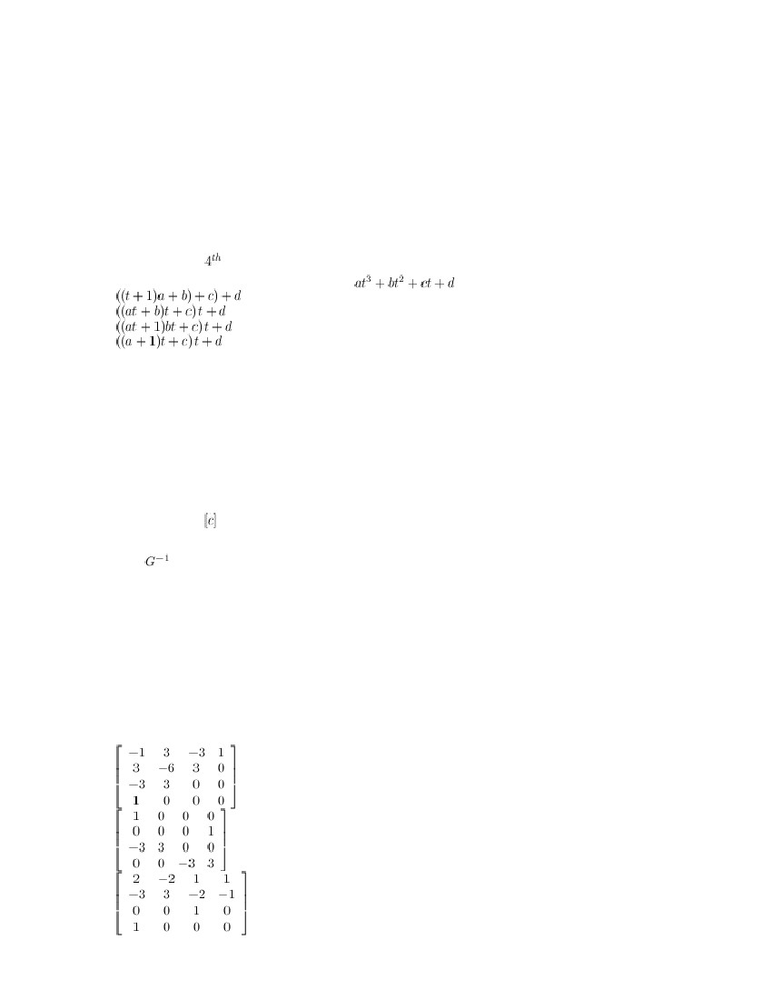 4^{th}
at^3 + bt^2 + ct + d
((t + 1)a + b) + c) + d
((at + b)t + c)t + d
((at + 1)bt + c)t + d
((a + 1)t + c)t + d
[c]
G^{-1}
−1 3 −3 1
3 −6 3 0
−3 3 0 0
1 0 0 0
1 0 0 0
0 0 0 1
−3 3 0 0
0 0 −3 3
2 −2 1 1
−3 3 −2 −1
0 0 1 0
1 0 0 0